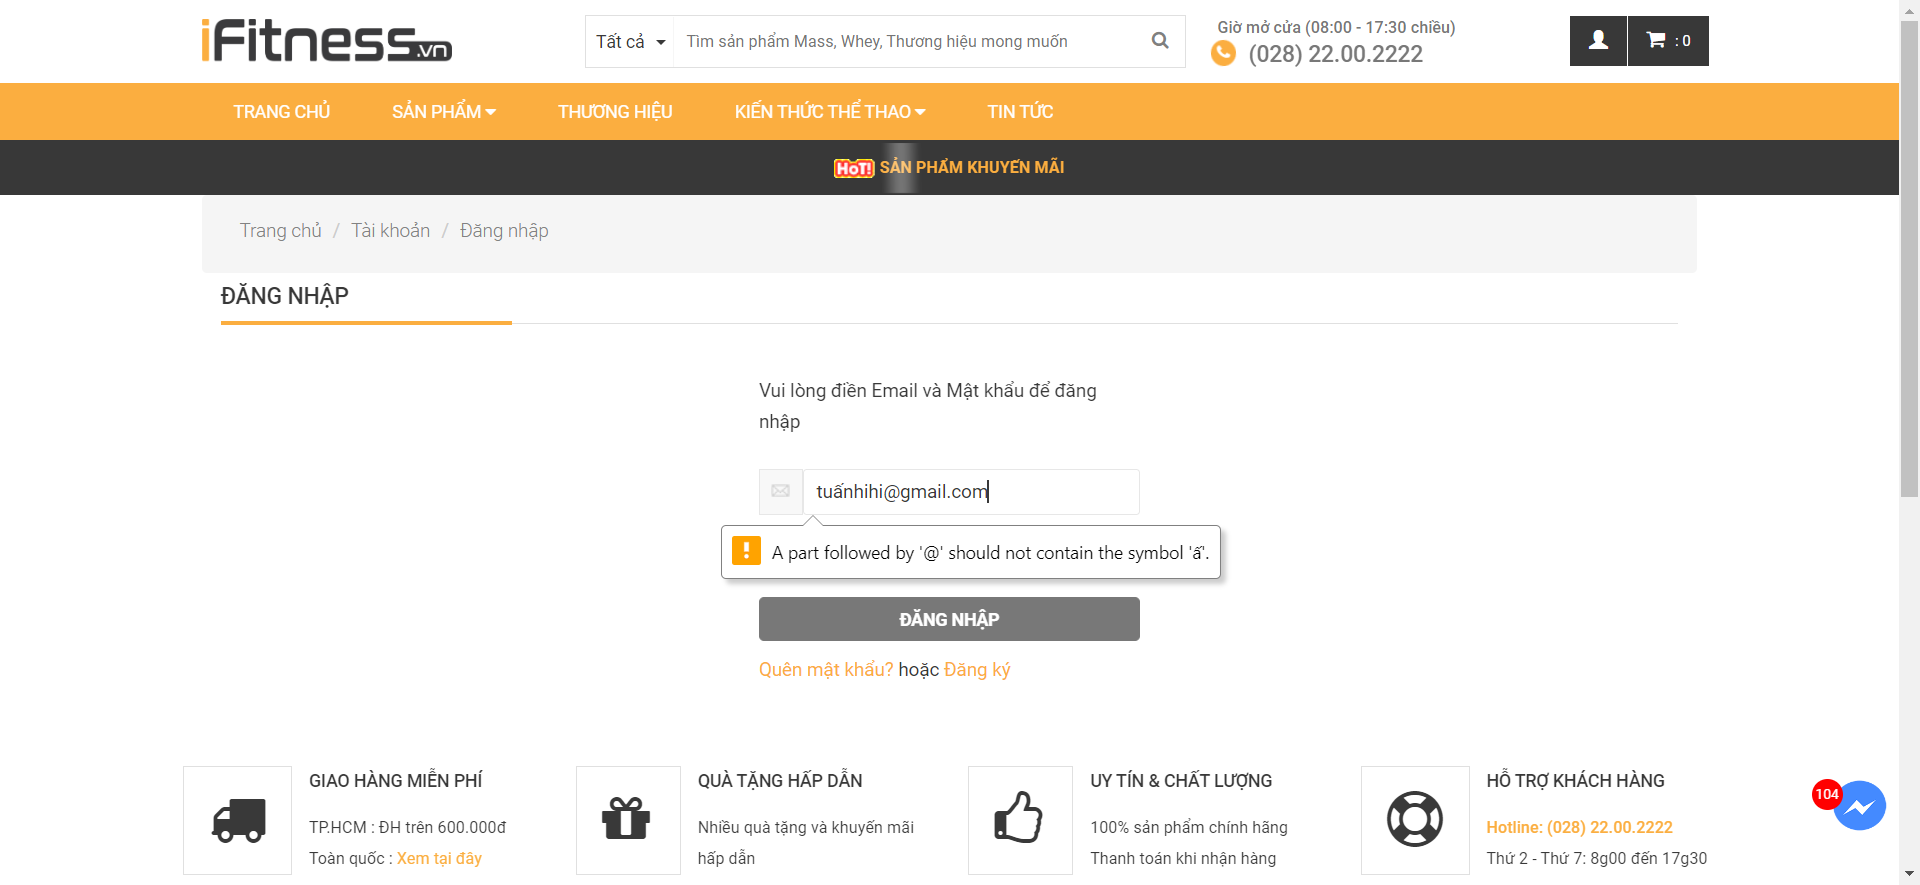 iFitness.vn
Tất cả
Tìm sản phẩm Mass, Whey, Thương hiệu mong muốn
Giờ mở cửa (08:00 - 17:30 chiều)
(028) 22.00.2222
: 0
TRANG CHỦ SẢN PHẨM THƯƠNG HIỆU KIẾN THỨC THỂ THAO TIN TỨC
HOT! SẢN PHẨM KHUYẾN MÃI
Trang chủ / Tài khoản / Đăng nhập
ĐĂNG NHẬP
Vui lòng điền Email và Mật khẩu để đăng
nhập
tuấnhihi@gmail.com
A part followed by '@' should not contain the symbol 'ấ'.
ĐĂNG NHẬP
Quên mật khẩu? hoặc Đăng ký
GIAO HÀNG MIỄN PHÍ
TP.HCM : ĐH trên 600.000đ
Toàn quốc : Xem tại đây
QUÀ TẶNG HẤP DẪN
Nhiều quà tặng và khuyến mãi
hấp dẫn
UY TÍN & CHẤT LƯỢNG
100% sản phẩm chính hãng
Thanh toán khi nhận hàng
HỖ TRỢ KHÁCH HÀNG
Hotline: (028) 22.00.2222
Thứ 2 - Thứ 7: 8g00 đến 17g30
104